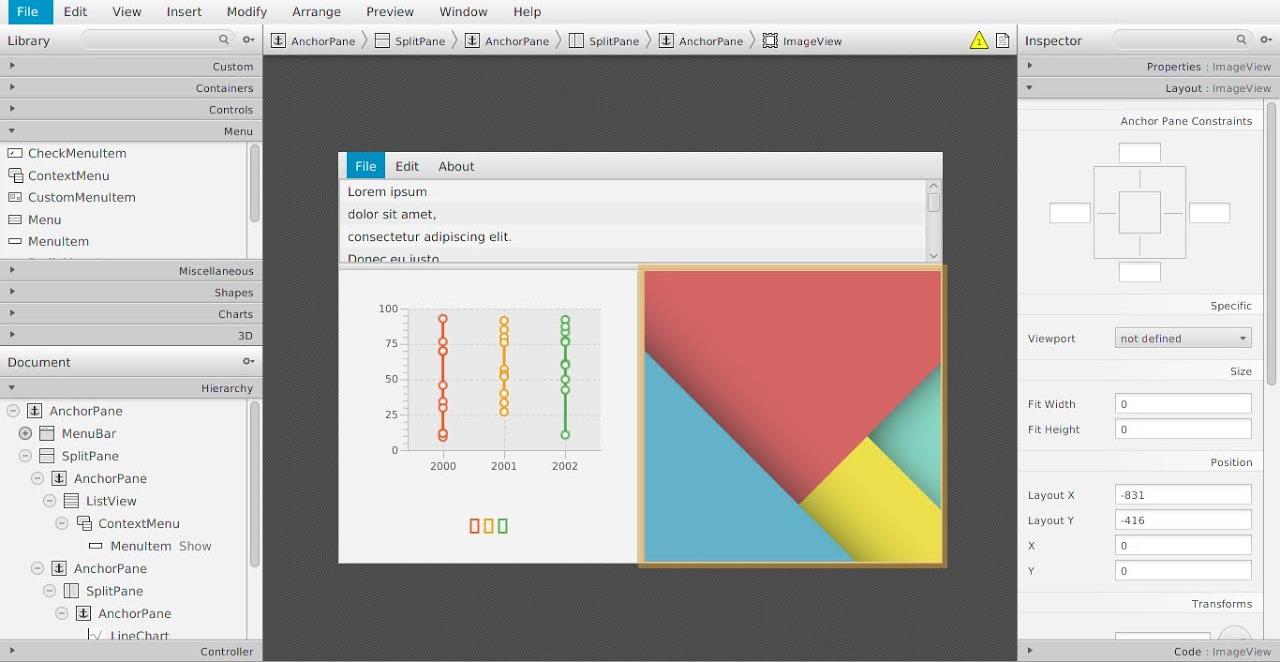 File Edit View Insert Modify Arrange Preview Window Help
Library
AnchorPane SplitPane AnchorPane SplitPane AnchorPane ImageView
1
Inspector
Custom
Containers
Controls
Menu
CheckMenuItem
ContextMenu
CustomMenuItem
Menu
MenuItem
Miscellaneous
Shapes
Charts
3D
Document
Hierarchy
AnchorPane
MenuBar
SplitPane
AnchorPane
ListView
ContextMenu
MenuItem Show
AnchorPane
SplitPane
AnchorPane
LineChart
Controller
File Edit About
Lorem ipsum
dolor sit amet,
consectetur adipiscing elit.
Donec eu justo
100
75
50
25
0
2000 2001 2002
Properties : ImageView
Layout : ImageView
Anchor Pane Constraints
Specific
Viewport not defined
Size
Fit Width 0
Fit Height 0
Position
Layout X -831
Layout Y -416
X 0
Y 0
Transforms
Code : ImageView